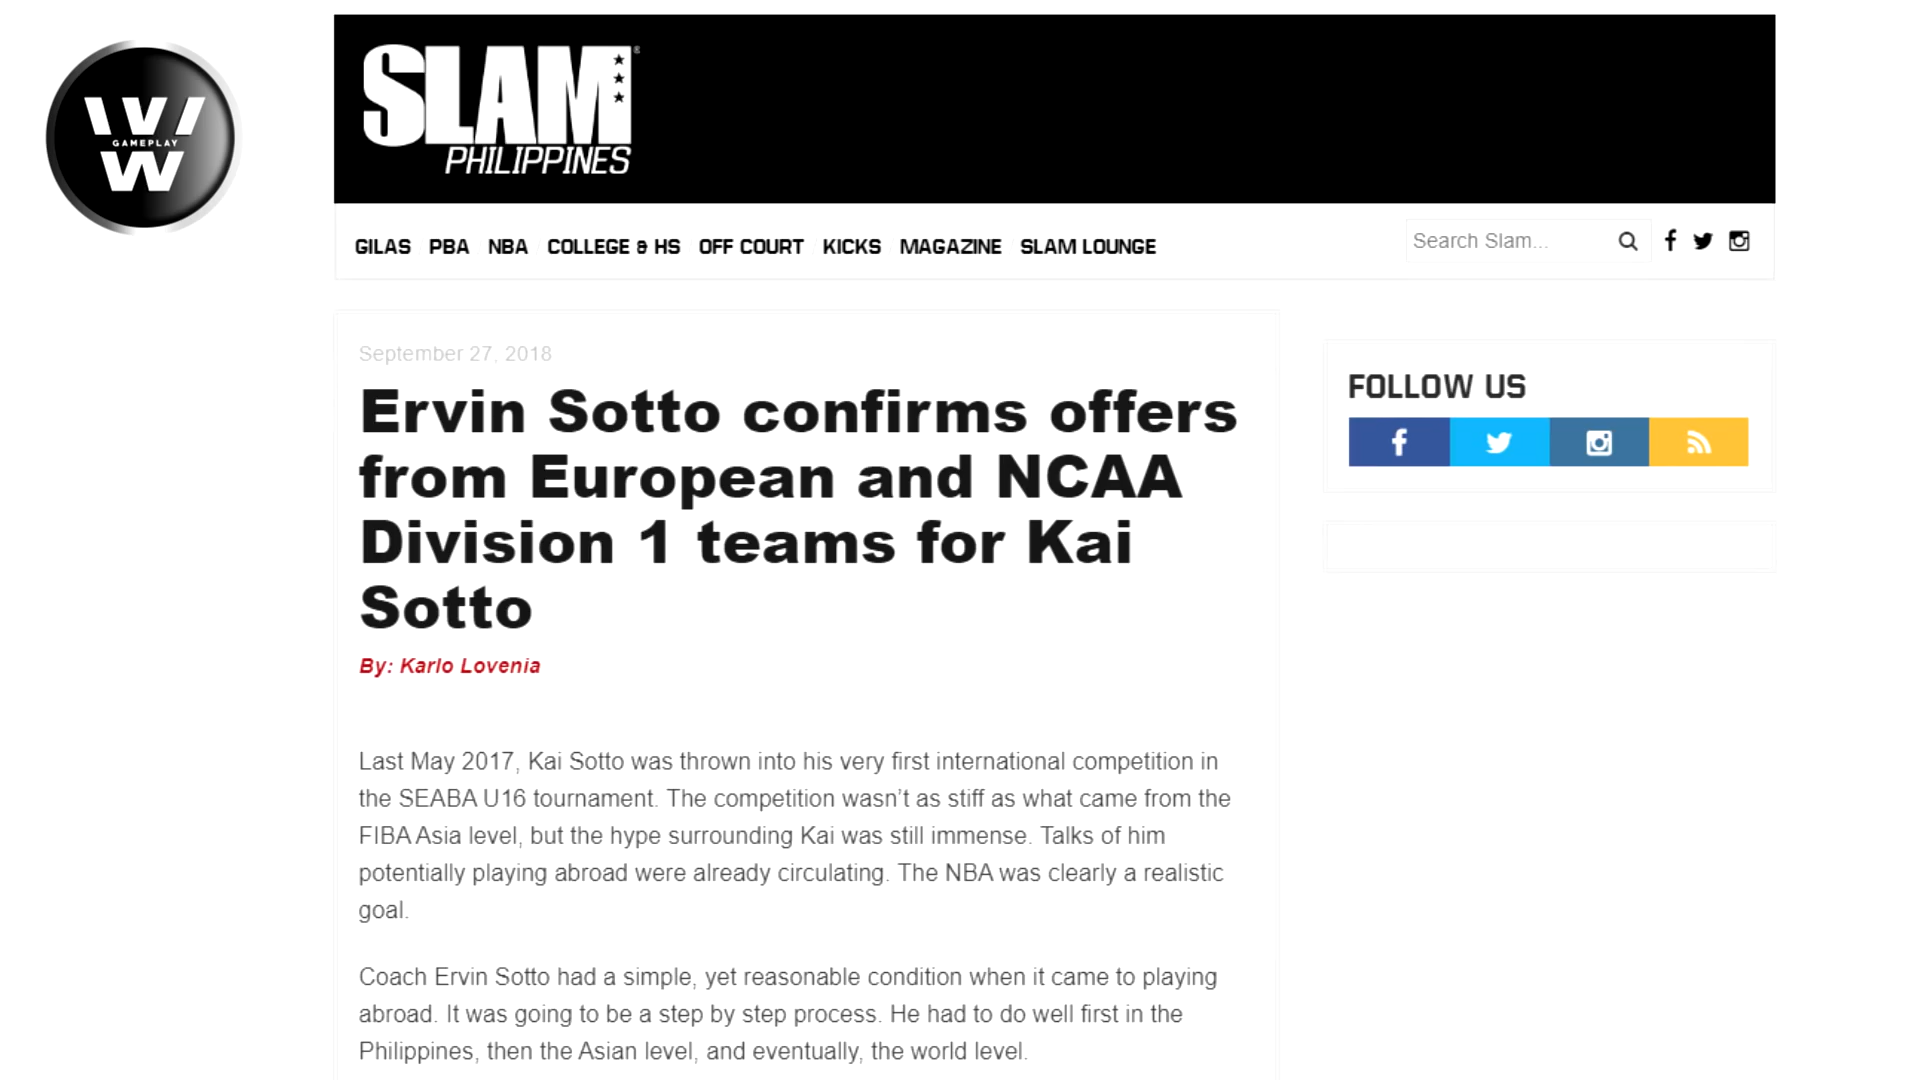 GAMEPLAY
W
SLAM
PHILIPPINES
GILAS PBA NBA COLLEGE & HS OFF COURT KICKS MAGAZINE SLAM LOUNGE
Search Slam...
September 27, 2018
Ervin Sotto confirms offers
from European and NCAA
Division 1 teams for Kai
Sotto
By: Karlo Lovenia
FOLLOW US
Last May 2017, Kai Sotto was thrown into his very first international competition in
the SEABA U16 tournament. The competition wasn’t as stiff as what came from the
FIBA Asia level, but the hype surrounding Kai was still immense. Talks of him
potentially playing abroad were already circulating. The NBA was clearly a realistic
goal.
Coach Ervin Sotto had a simple, yet reasonable condition when it came to playing
abroad. It was going to be a step by step process. He had to do well first in the
Philippines, then the Asian level, and eventually, the world level.